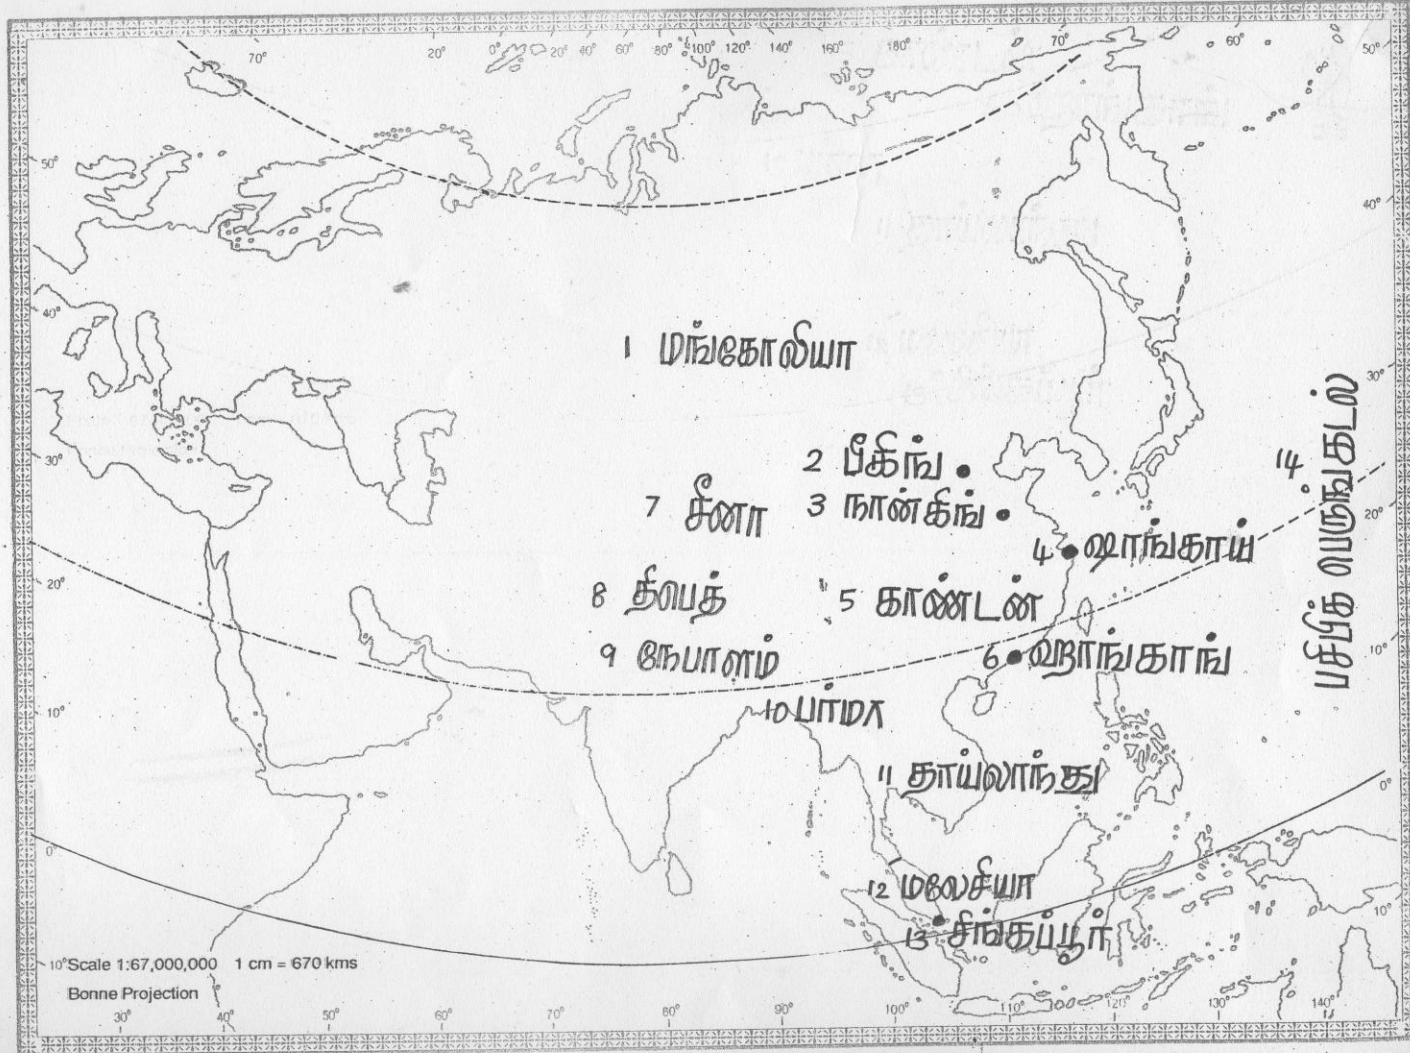 70° 20° 0° 20° 40° 60° 80° 100° 120° 140° 160° 180° 70° 60° 50°
50°
40°
40°
30°
30°
20°
20°
10°
10°
0°
0°
10°
10°
1 மங்கோலியா
2 பீகிங்
3 நான்கிங்
4 ஷாங்காய்
5 காண்டன்
6 ஹாங்காங்
7 சீனா
8 திபெத்
9 நேபாளம்
10 பர்மா
11 தாய்லாந்து
12 மலேசியா
13 சிங்கப்பூர்
14 பசிபிக் பெருங்கடல்
Scale 1:67,000,000 1 cm = 670 kms
Bonne Projection
30° 40° 50° 60° 70° 80° 90° 100° 110° 120° 130° 140°